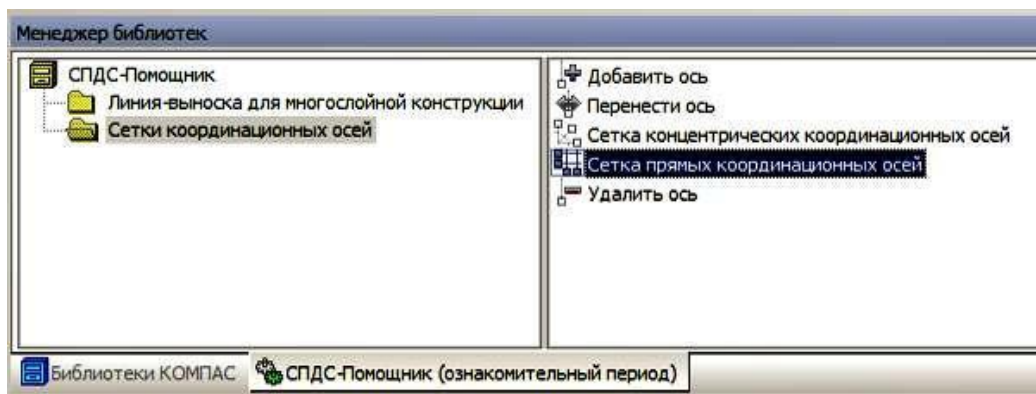 Менеджер библиотек
СПДС-Помощник
Линия-выноска для многослойной конструкции
Сетки координационных осей
Добавить ось
Перенести ось
Сетка концентрических координационных осей
Сетка прямых координационных осей
Удалить ось
Библиотеки КОМПАС
СПДС-Помощник (ознакомительный период)